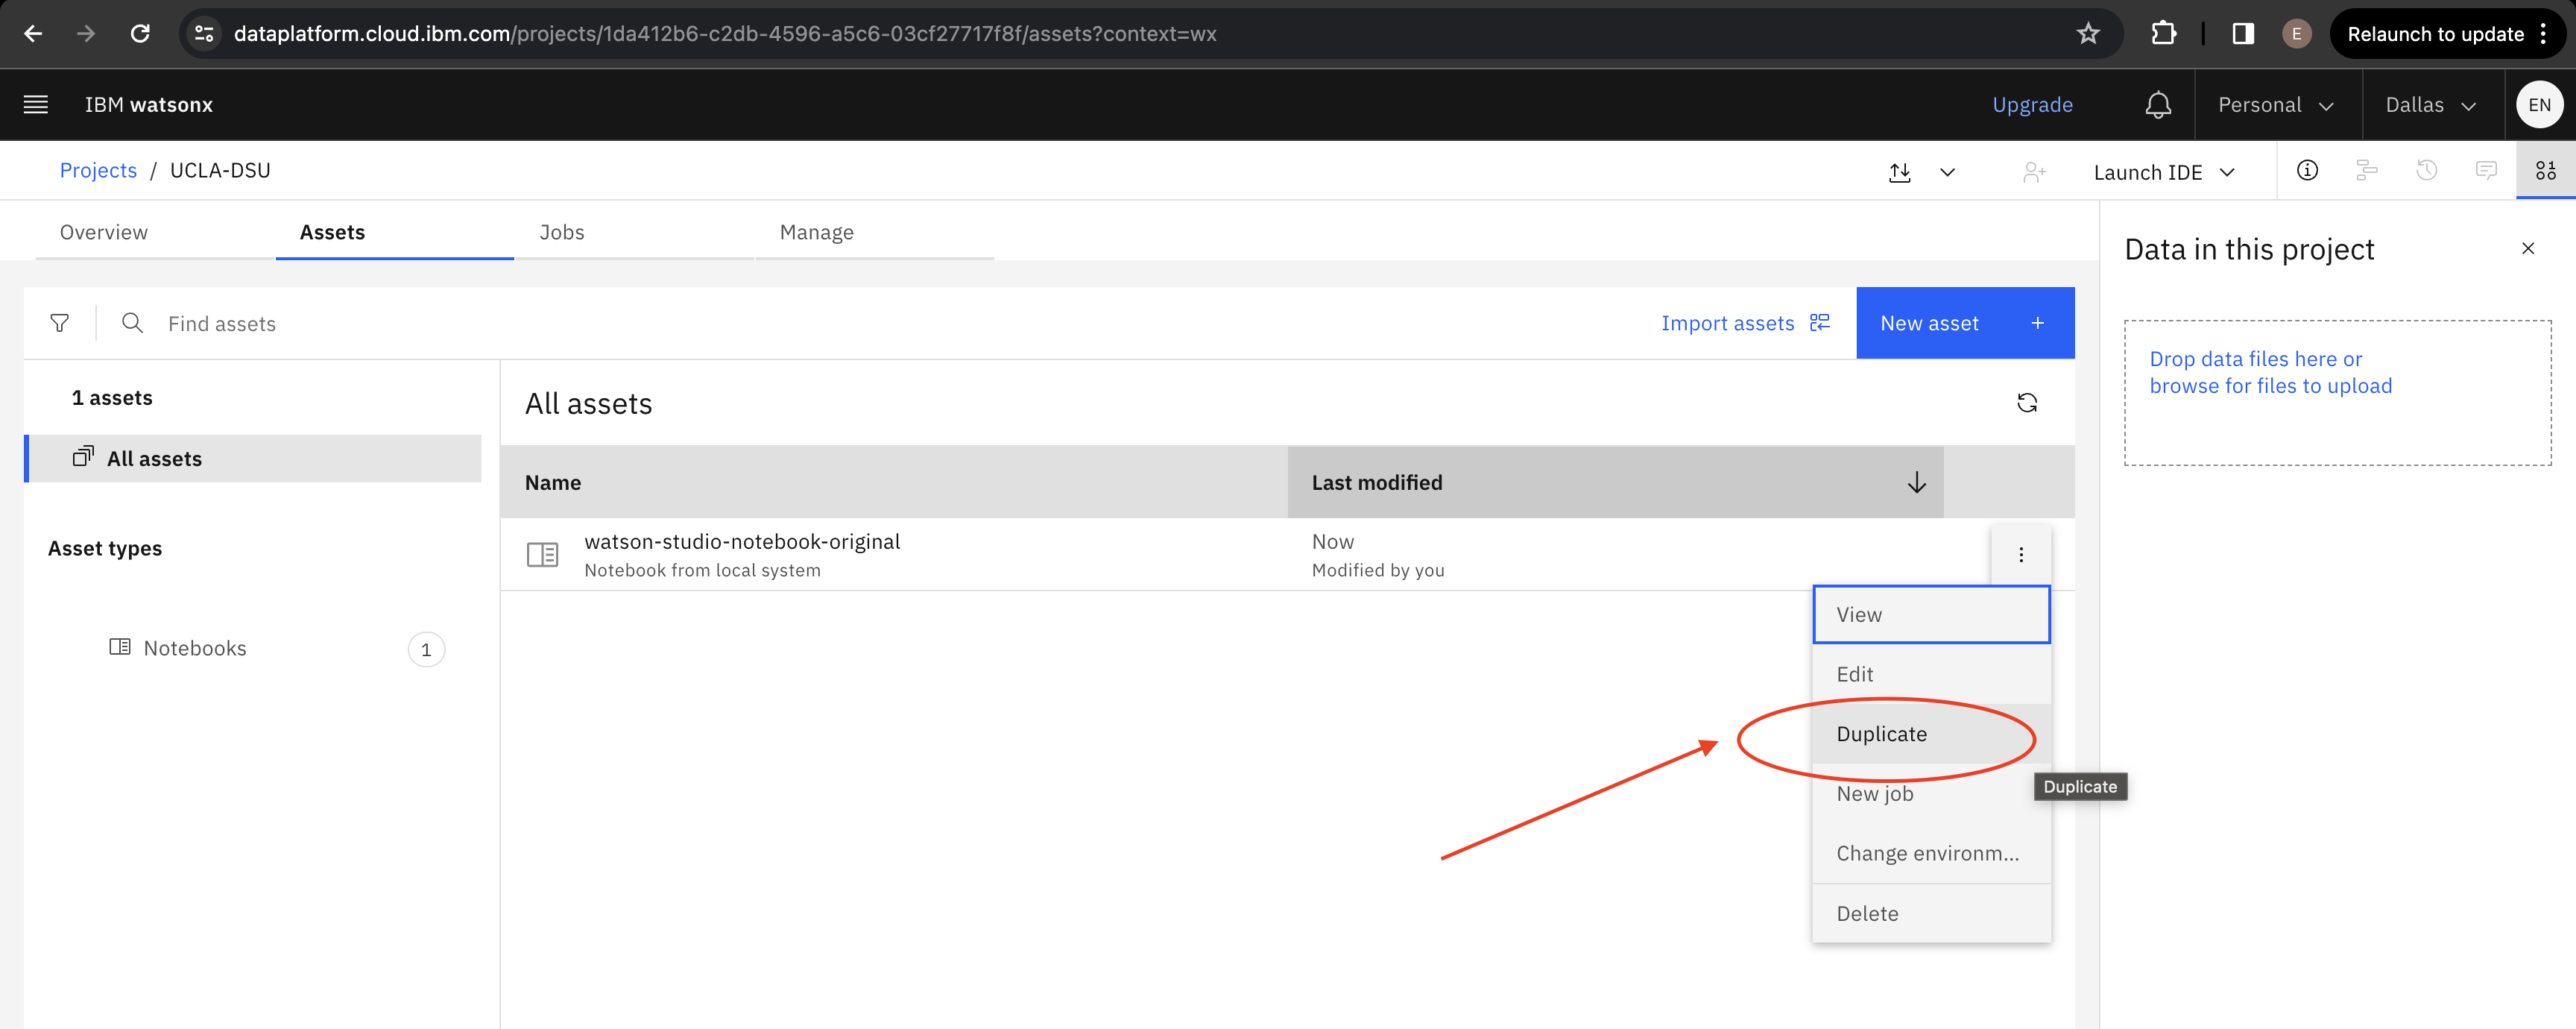 dataplatform.cloud.ibm.com/projects/1da412b6-c2db-4596-a5c6-03cf27717f8f/assets?context=wx
E
Relaunch to update
IBM watsonx
Upgrade
Personal
Dallas
EN
Projects / UCLA-DSU
Launch IDE
Overview
Assets
Jobs
Manage
Data in this project
Find assets
Import assets
New asset +
Drop data files here or
browse for files to upload
1 assets
All assets
All assets
Name
Last modified
watson-studio-notebook-original
Notebook from local system
Now
Modified by you
Asset types
Notebooks
1
View
Edit
Duplicate
Duplicate
New job
Change environm...
Delete